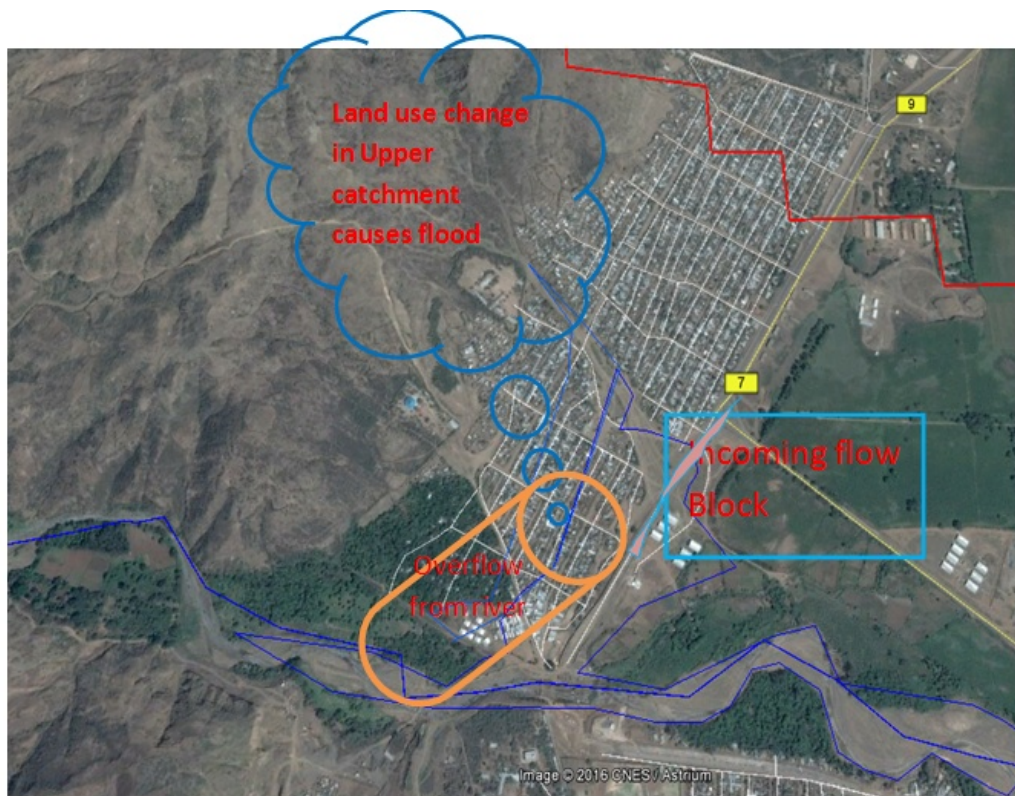 Land use change
in Upper
catchment
causes flood
9
7
Incoming flow
Block
Overflow
from river
Image © 2016 CNES / Astrium